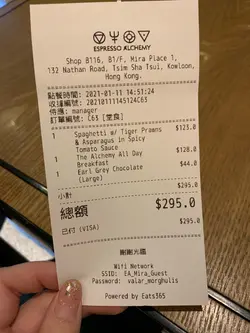 ESPRESSO ALCHEMY
Shop B116, B1/F, Mira Place 1,
132 Nathan Road, Tsim Sha Tsui, Kowloon,
Hong Kong.
點餐時間: 2021-01-11 14:51:24
收據編號: 20210111145124C63
侍應: manager
訂單編號: C63 [堂食]
1 Spaghetti w/ Tiger Prawns $123.0
& Asparagus in Spicy
Tomato Sauce
1 The Alchemy All Day $128.0
Breakfast
1 Earl Grey Chocolate $44.0
(Large)
小計 $295.0
總額 $295.0
已付 (VISA) $295.0
謝謝光臨
Wifi Network
SSID: EA_Mira_Guest
Password: valar_morghulis
Powered by Eats365